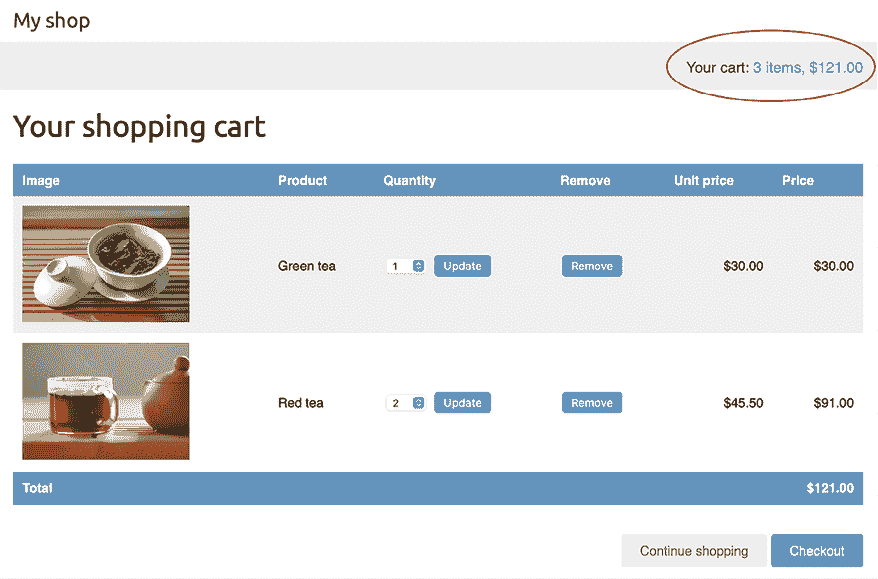 My shop
Your cart: 3 items, $121.00
Your shopping cart
Image Product Quantity Remove Unit price Price
Green tea 1 Update Remove $30.00 $30.00
Red tea 2 Update Remove $45.50 $91.00
Total $121.00
Continue shopping Checkout